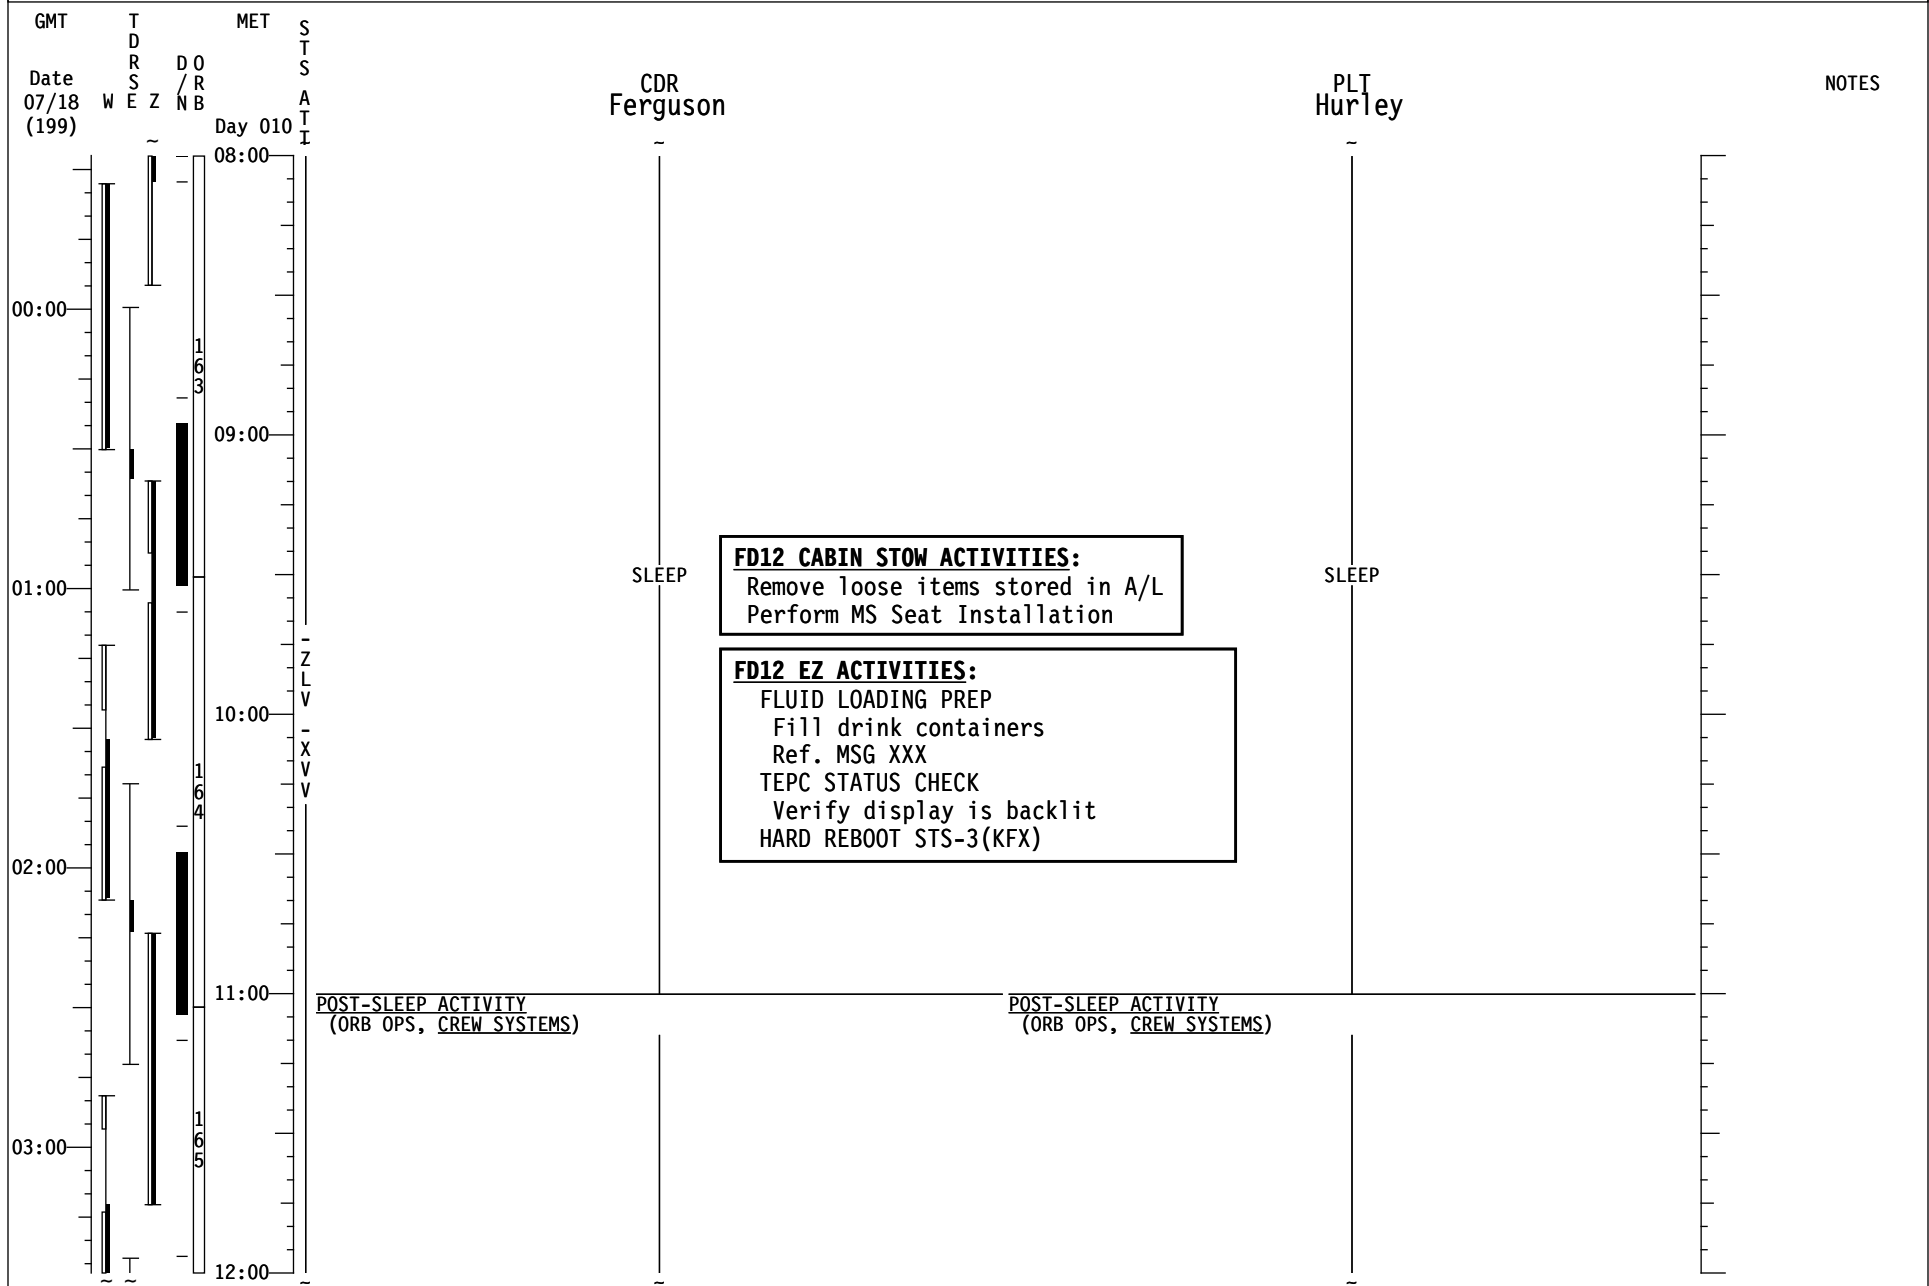 GMT
TDRS
MET
STS ATT
Date
07/18
(199)
W E Z
D/N
ORB
Day 010
CDR
Ferguson
PLT
Hurley
NOTES
~
~
~
08:00
00:00
163
09:00
FD12 CABIN STOW ACTIVITIES:
Remove loose items stored in A/L
Perform MS Seat Installation
SLEEP
SLEEP
01:00
-ZLV -XVV
FD12 EZ ACTIVITIES:
FLUID LOADING PREP
Fill drink containers
Ref. MSG XXX
TEPC STATUS CHECK
Verify display is backlit
HARD REBOOT STS-3(KFX)
10:00
164
02:00
11:00
POST-SLEEP ACTIVITY
(ORB OPS, CREW SYSTEMS)
POST-SLEEP ACTIVITY
(ORB OPS, CREW SYSTEMS)
165
03:00
12:00
~ ~ ~ ~ ~